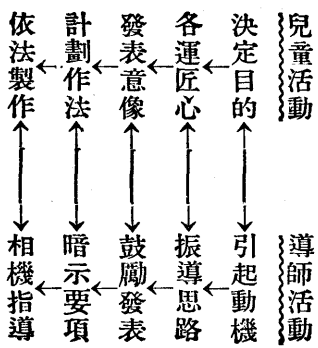 兒童活動
決定目的
各運匠心
發表意像
計劃作法
依法製作
導師活動
引起動機
振導思路
鼓勵發表
暗示要項
相機指導